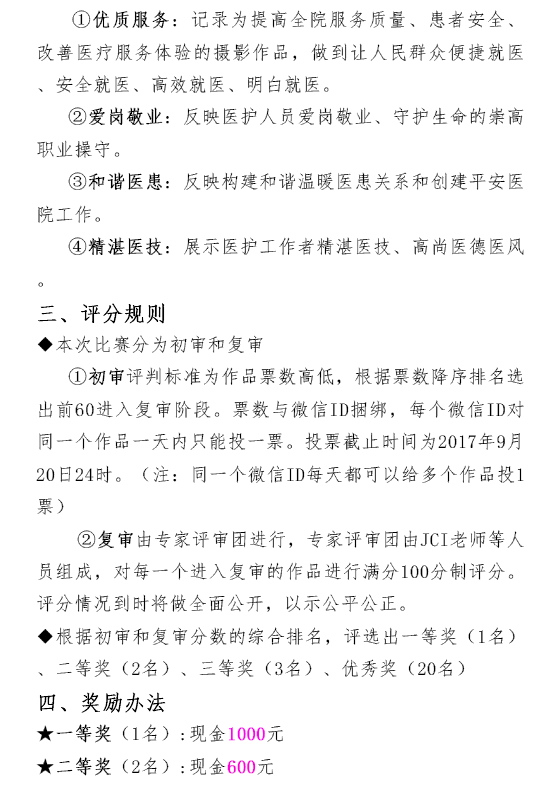 ①优质服务：记录为提高全院服务质量、患者安全、
改善医疗服务体验的摄影作品，做到让人民群众便捷就医
、安全就医、高效就医、明白就医。
②爱岗敬业：反映医护人员爱岗敬业、守护生命的崇高
职业操守。
③和谐医患：反映构建和谐温暖医患关系和创建平安医
院工作。
④精湛医技：展示医护工作者精湛医技、高尚医德医风
。
三、评分规则
◆本次比赛分为初审和复审
①初审评判标准为作品票数高低，根据票数降序排名选
出前60进入复审阶段。票数与微信ID捆绑，每个微信ID对
同一个作品一天内只能投一票。投票截止时间为2017年9月
20日24时。（注：同一个微信ID每天都可以给多个作品投1
票）
②复审由专家评审团进行，专家评审团由JCI老师等人
员组成，对每一个进入复审的作品进行满分100分制评分。
评分情况到时将做全面公开，以示公平公正。
◆根据初审和复审分数的综合排名，评选出一等奖（1名）
、二等奖（2名）、三等奖（3名）、优秀奖（20名）
四、奖励办法
★一等奖（1名）:现金1000元
★二等奖（2名）:现金600元